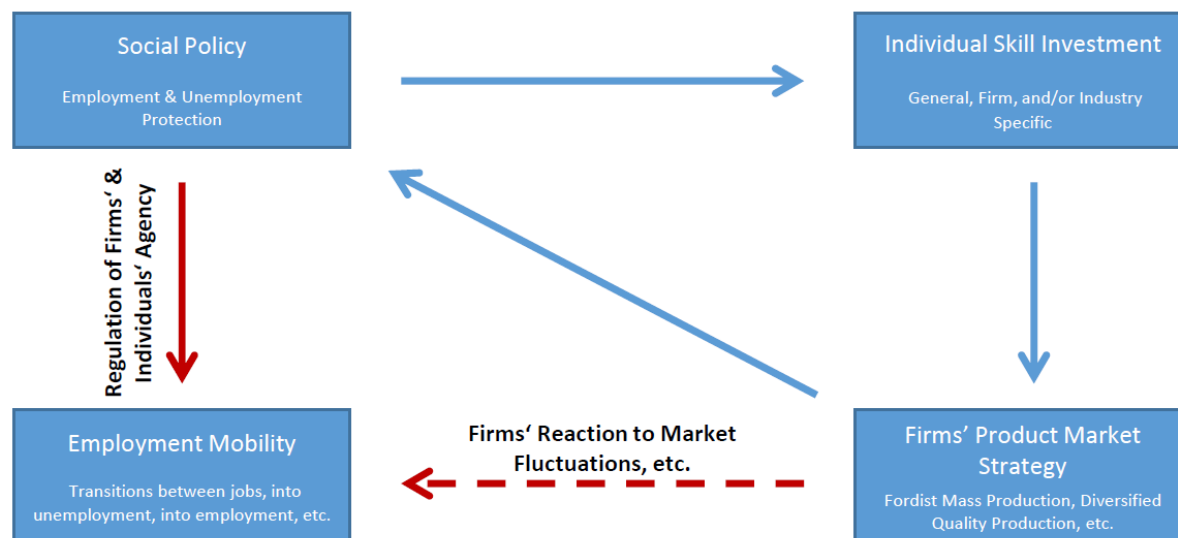 Social Policy
Employment & Unemployment
Protection
Individual Skill Investment
General, Firm, and/or Industry
Specific
Regulation of Firms‘ &
Individuals‘ Agency
Employment Mobility
Transitions between jobs, into
unemployment, into employment, etc.
Firms‘ Reaction to Market
Fluctuations, etc.
Firms’ Product Market
Strategy
Fordist Mass Production, Diversified
Quality Production, etc.